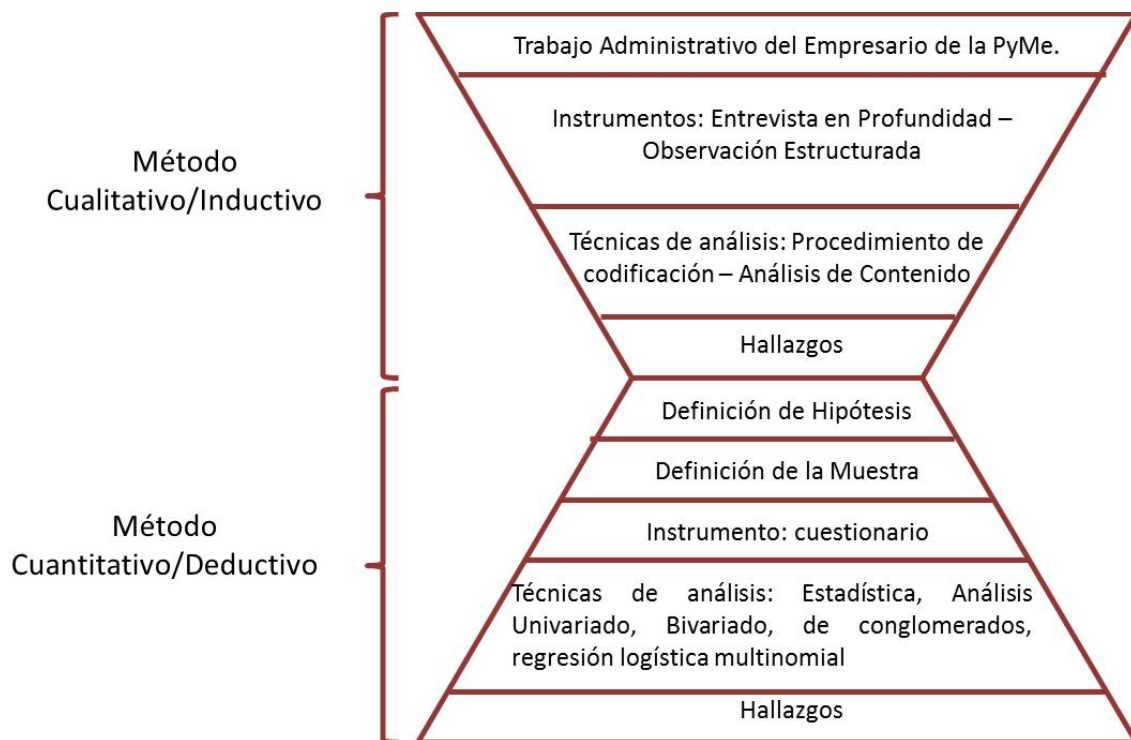 Trabajo Administrativo del Empresario de la PyMe.
Instrumentos: Entrevista en Profundidad –
Observación Estructurada
Método
Cualitativo/Inductivo
Técnicas de análisis: Procedimiento de
codificación – Análisis de Contenido
Hallazgos
Definición de Hipótesis
Definición de la Muestra
Método
Cuantitativo/Deductivo
Instrumento: cuestionario
Técnicas de análisis: Estadística, Análisis
Univariado, Bivariado, de conglomerados,
regresión logística multinomial
Hallazgos